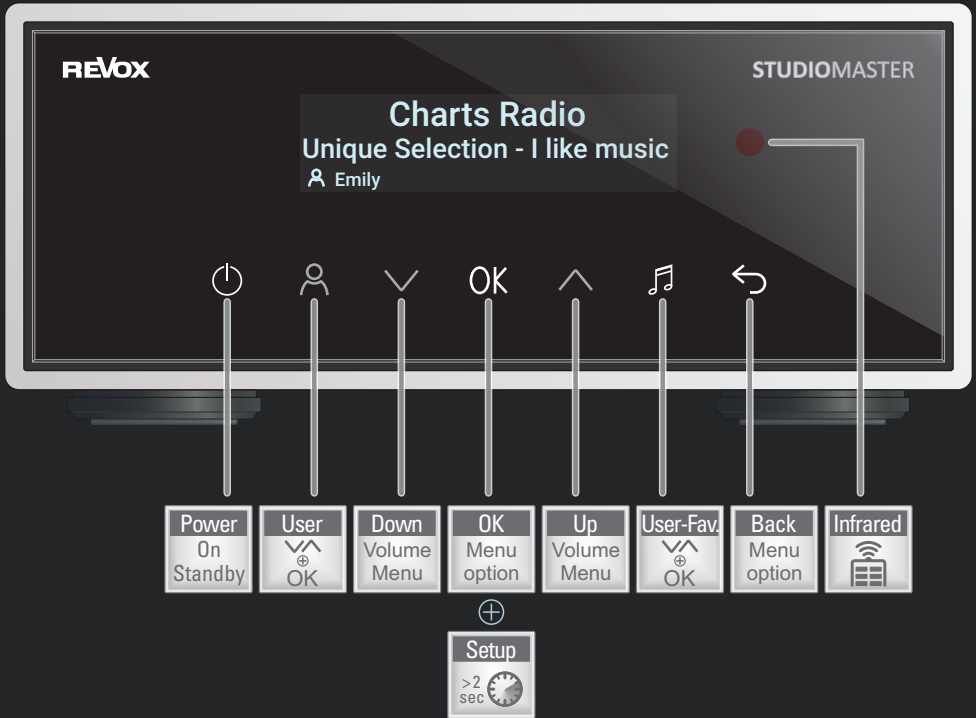 REVOX
STUDIOMASTER
Charts Radio
Unique Selection - I like music
Emily
OK
Power
On
Standby
User
OK
Down
Volume
Menu
OK
Menu
option
Up
Volume
Menu
User-Fav.
OK
Back
Menu
option
Infrared
Setup
>2
sec